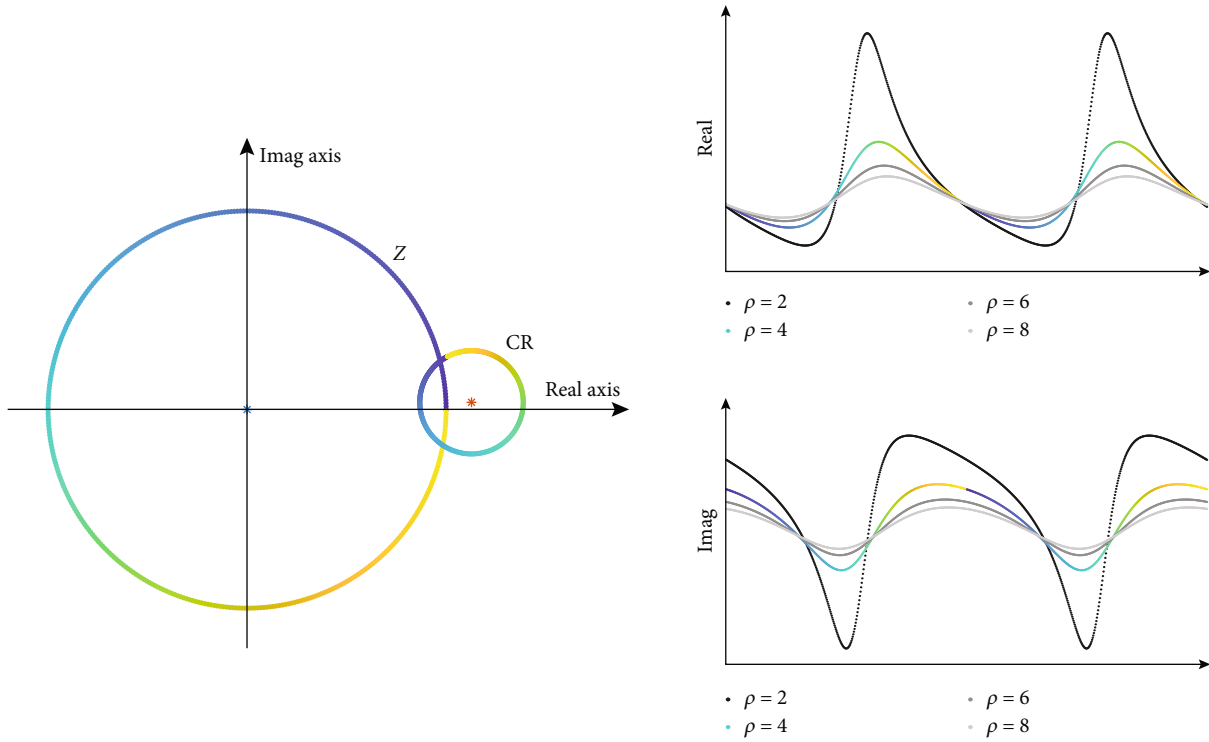 Imag axis
Z
CR
Real axis
Real
ρ = 2
ρ = 6
ρ = 4
ρ = 8
Imag
ρ = 2
ρ = 6
ρ = 4
ρ = 8